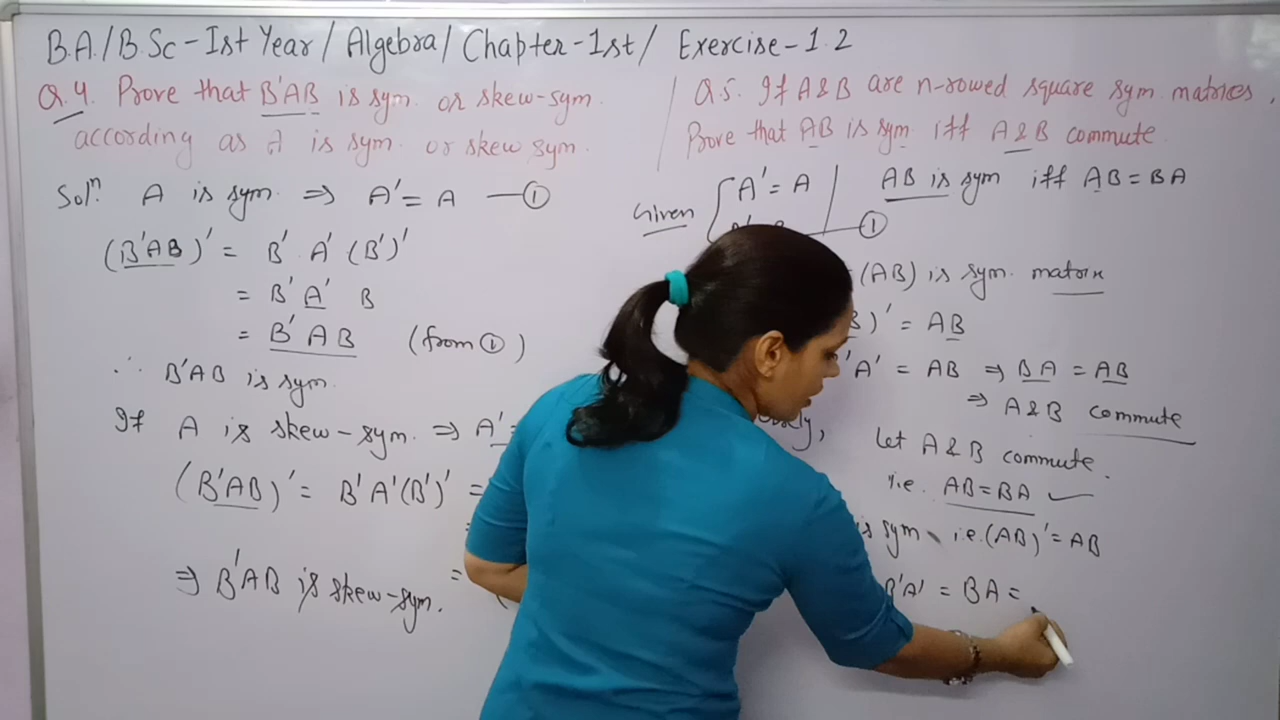 B.A./B.Sc-Ist Year/Algebra/Chapter-1st/ Exercise-1.2
Q.4. Prove that B'AB is sym. or skew-sym.
according as A is sym. or skew sym.
Solⁿ. A is sym. ⇒ A' = A —①
(B'AB)' = B' A' (B')'
= B' A' B
= B' A B (from ①)
∴ B'AB is sym.
If A is skew-sym. ⇒ A' =
(B'AB)' = B'A'(B')' =
=
⇒ B'AB is skew-sym.
Q.5. If A & B are n-rowed square sym. matrices,
Prove that AB is sym iff A & B commute.
Given A' = A
AB is sym iff AB = BA
①
(AB) is sym. matrix
)' = AB
'A' = AB ⇒ BA = AB
⇒ A & B commute
Let A & B commute.
i.e. AB = BA
sym. i.e. (AB)' = AB
B'A' = BA =